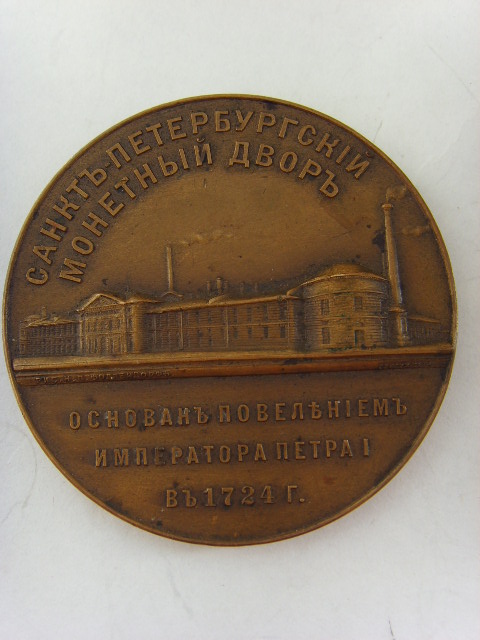 САНКТЪ-ПЕТЕРБУРГСКІЙ
МОНЕТНЫЙ ДВОРЪ
ОСНОВАНЪ ПОВЕЛѢНІЕМЪ
ИМПЕРАТОРА ПЕТРА I
ВЪ 1724 Г.